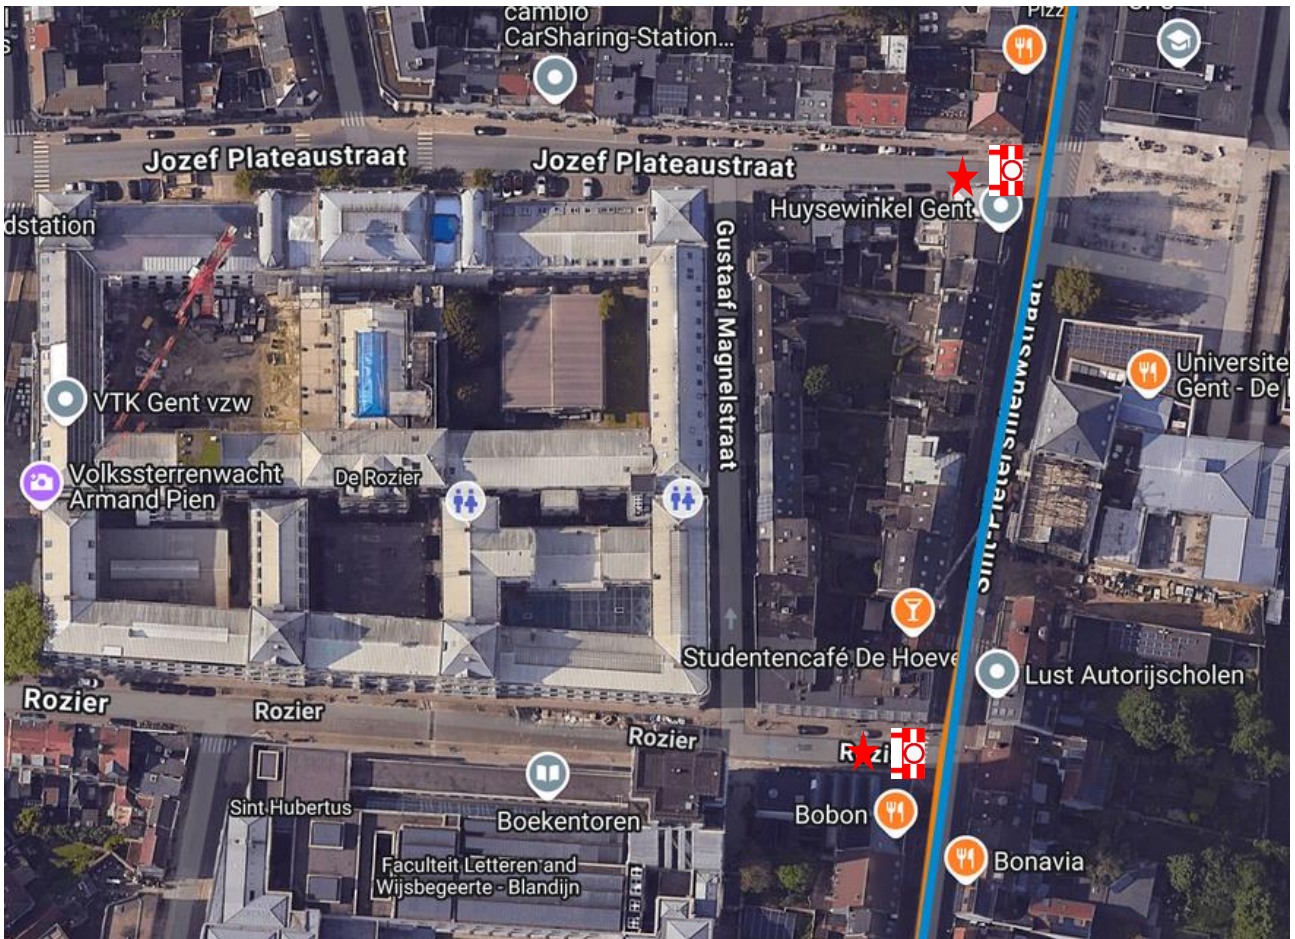 cambio
CarSharing-Station...
Pizz
Jozef Plateaustraat
Jozef Plateaustraat
dstation
Huysewinkel Gent
Gustaaf Magnelstraat
Sint-Pietersnieuwstraat
Universite
Gent - De
VTK Gent vzw
Volkssterrenwacht
Armand Pien
De Rozier
Studentencafé De Hoeve
Lust Autorijscholen
Rozier
Rozier
Rozier
Rozi
Boekentoren
Bobon
Sint Hubertus
Faculteit Letteren and
Wijsbegeerte - Blandijn
Bonavia